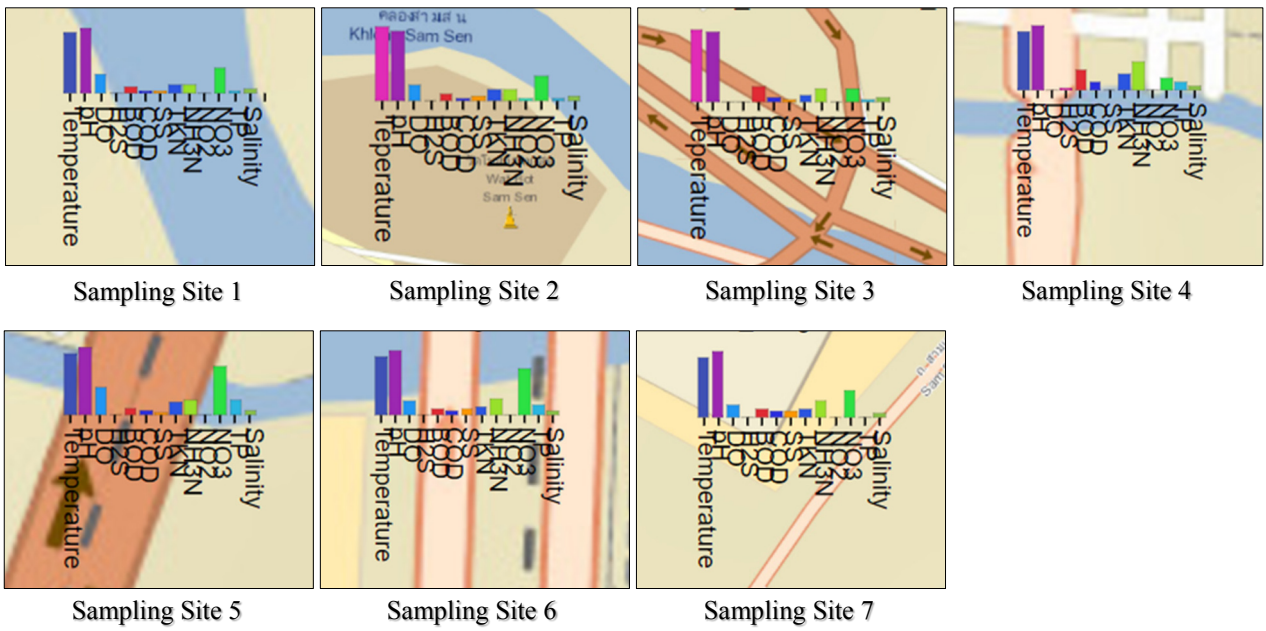 Temperature
pH
DO
H2S
BOD
COD
SS
TKN
NH3N
NO2
NO3
TP
Salinity
Sampling Site 1
คลองสามเสน
Khlong Sam Sen
Teperature
pH
DO
H2S
BOD
COD
SS
TKN
NH3N
NO2
NO3
TP
Salinity
Sam Sen
Sampling Site 2
Teperature
pH
DO
H2S
BOD
COD
SS
TKN
NH3N
NO2
NO3
TP
Salinity
Sampling Site 3
Temperature
pH
DO
H2S
BOD
COD
SS
TKN
NH3N
NO2
NO3
TP
Salinity
Sampling Site 4
Temperature
pH
DO
H2S
BOD
COD
SS
TKN
NH3N
NO2
NO3
TP
Salinity
Sampling Site 5
Temperature
pH
DO
H2S
BOD
COD
SS
TKN
NH3N
NO2
NO3
TP
Salinity
Sampling Site 6
Temperature
pH
DO
H2S
BOD
COD
SS
TKN
NH3N
NO2
NO3
TP
Salinity
Sampling Site 7